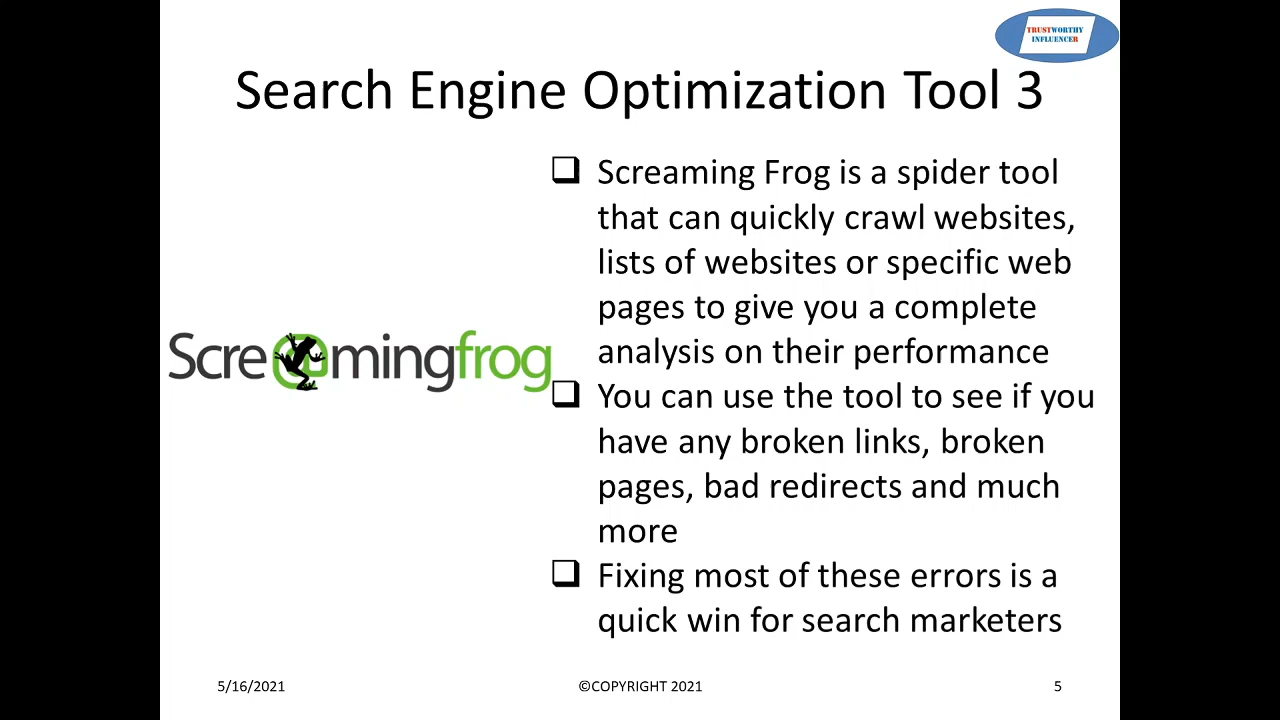 TRUSTWORTHY
INFLUENCER
Search Engine Optimization Tool 3
Screaming Frog is a spider tool
that can quickly crawl websites,
lists of websites or specific web
pages to give you a complete
analysis on their performance
Scre@mingfrog
You can use the tool to see if you
have any broken links, broken
pages, bad redirects and much
more
Fixing most of these errors is a
quick win for search marketers
5/16/2021
©COPYRIGHT 2021
5